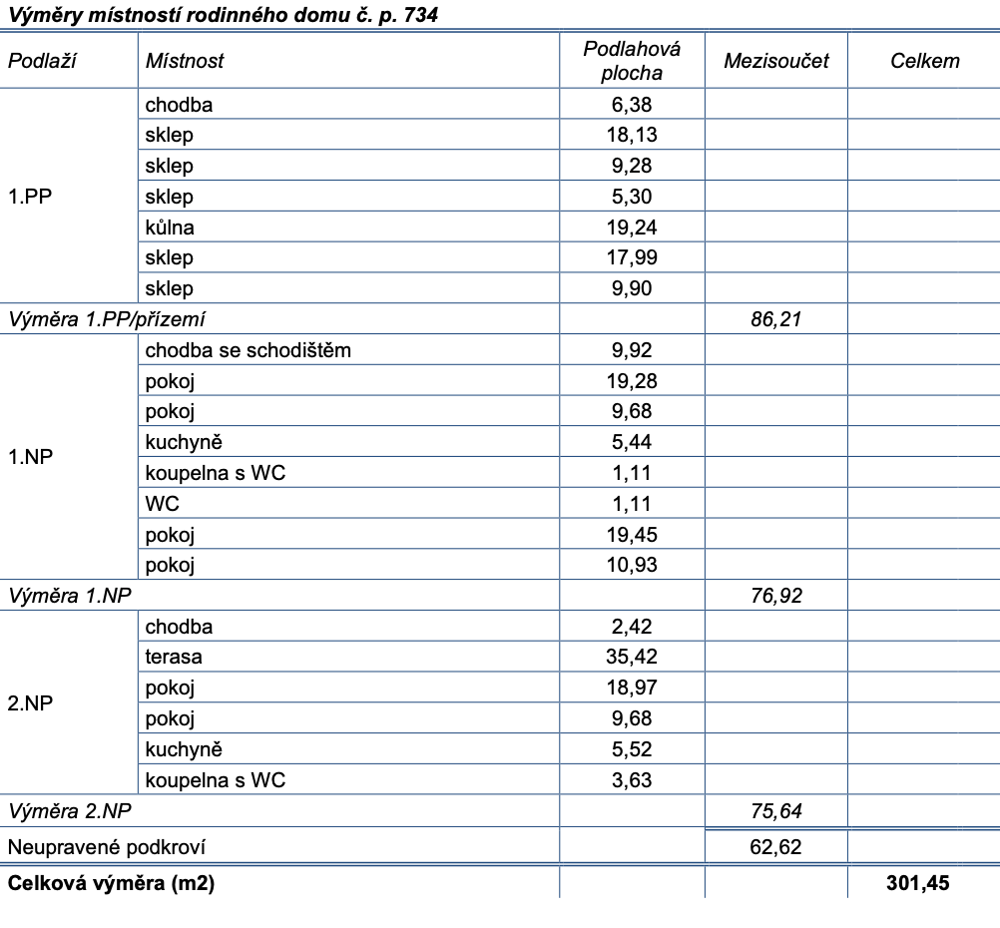 Výměry místností rodinného domu č. p. 734
Podlaží Místnost Podlahová plocha Mezisoučet Celkem
1.PP
chodba 6,38
sklep 18,13
sklep 9,28
sklep 5,30
kůlna 19,24
sklep 17,99
sklep 9,90
Výměra 1.PP/přízemí 86,21
1.NP
chodba se schodištěm 9,92
pokoj 19,28
pokoj 9,68
kuchyně 5,44
koupelna s WC 1,11
WC 1,11
pokoj 19,45
pokoj 10,93
Výměra 1.NP 76,92
2.NP
chodba 2,42
terasa 35,42
pokoj 18,97
pokoj 9,68
kuchyně 5,52
koupelna s WC 3,63
Výměra 2.NP 75,64
Neupravené podkroví 62,62
Celková výměra (m2) 301,45